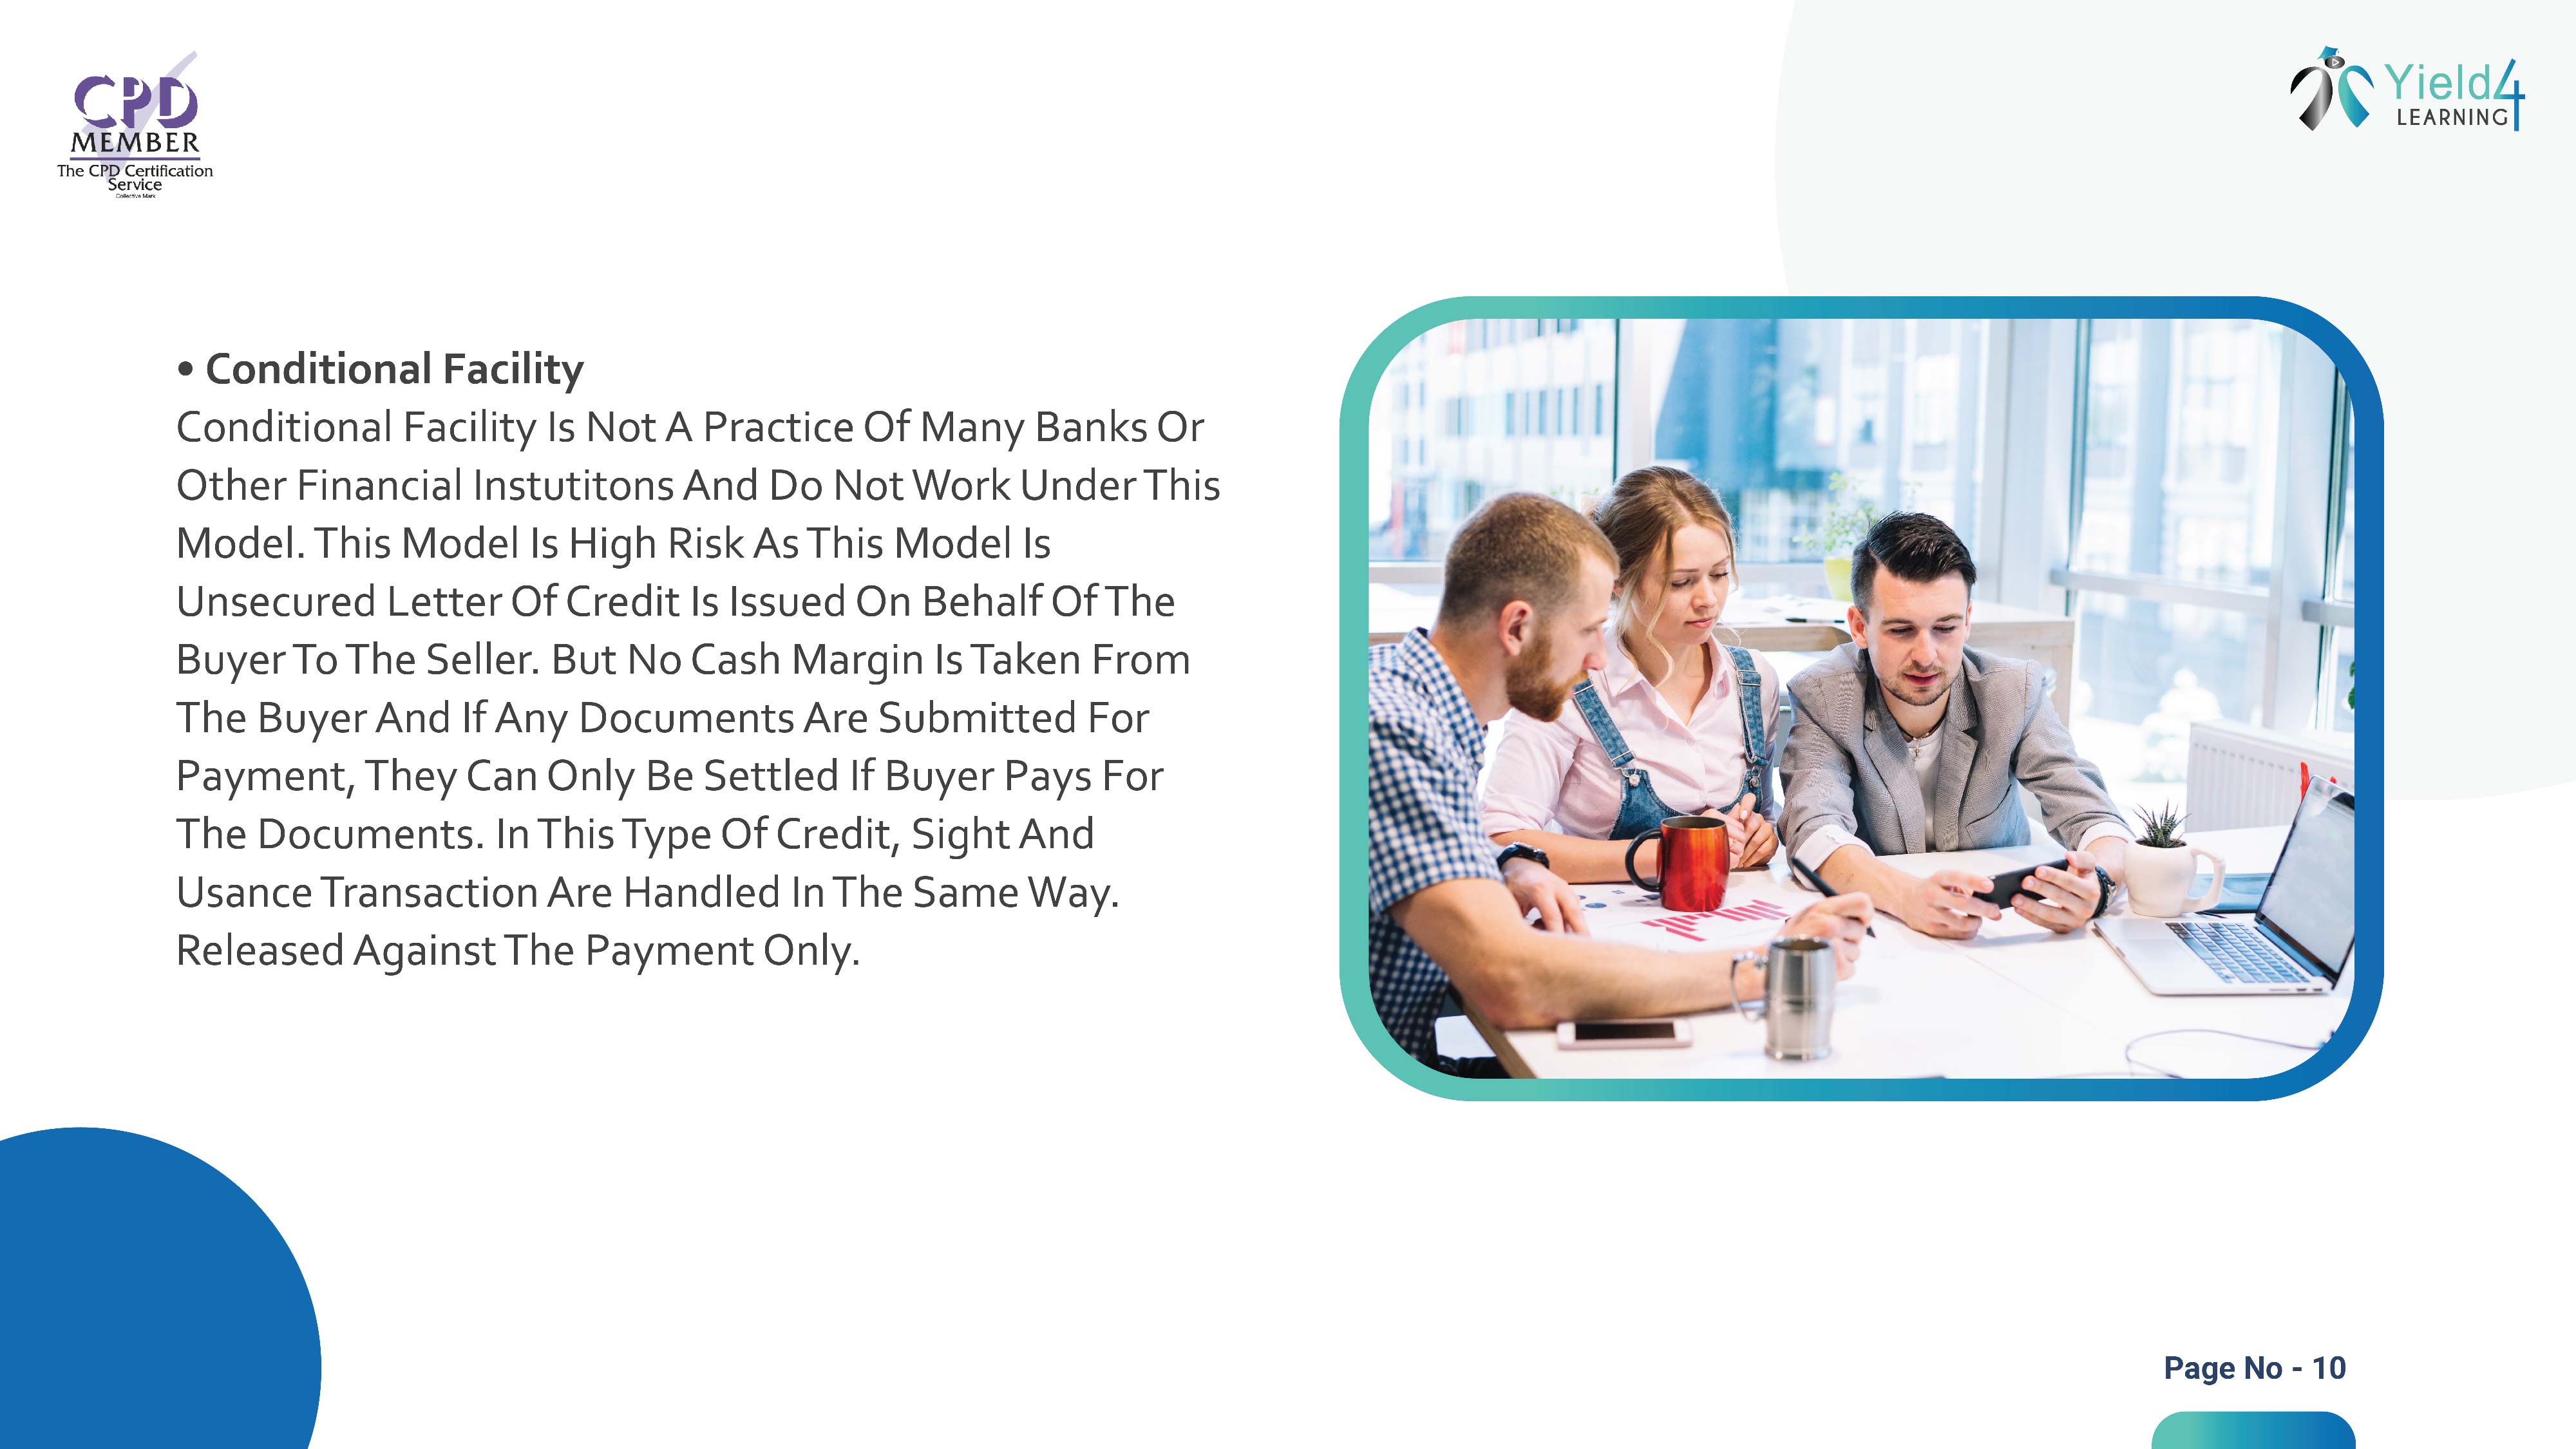 CPD
MEMBER
The CPD Certification
Service
Collective Mark
Yield4
LEARNING
• Conditional Facility
Conditional Facility Is Not A Practice Of Many Banks Or
Other Financial Instutitons And Do Not Work Under This
Model. This Model Is High Risk As This Model Is
Unsecured Letter Of Credit Is Issued On Behalf Of The
Buyer To The Seller. But No Cash Margin Is Taken From
The Buyer And If Any Documents Are Submitted For
Payment, They Can Only Be Settled If Buyer Pays For
The Documents. In This Type Of Credit, Sight And
Usance Transaction Are Handled In The Same Way.
Released Against The Payment Only.
Page No - 10